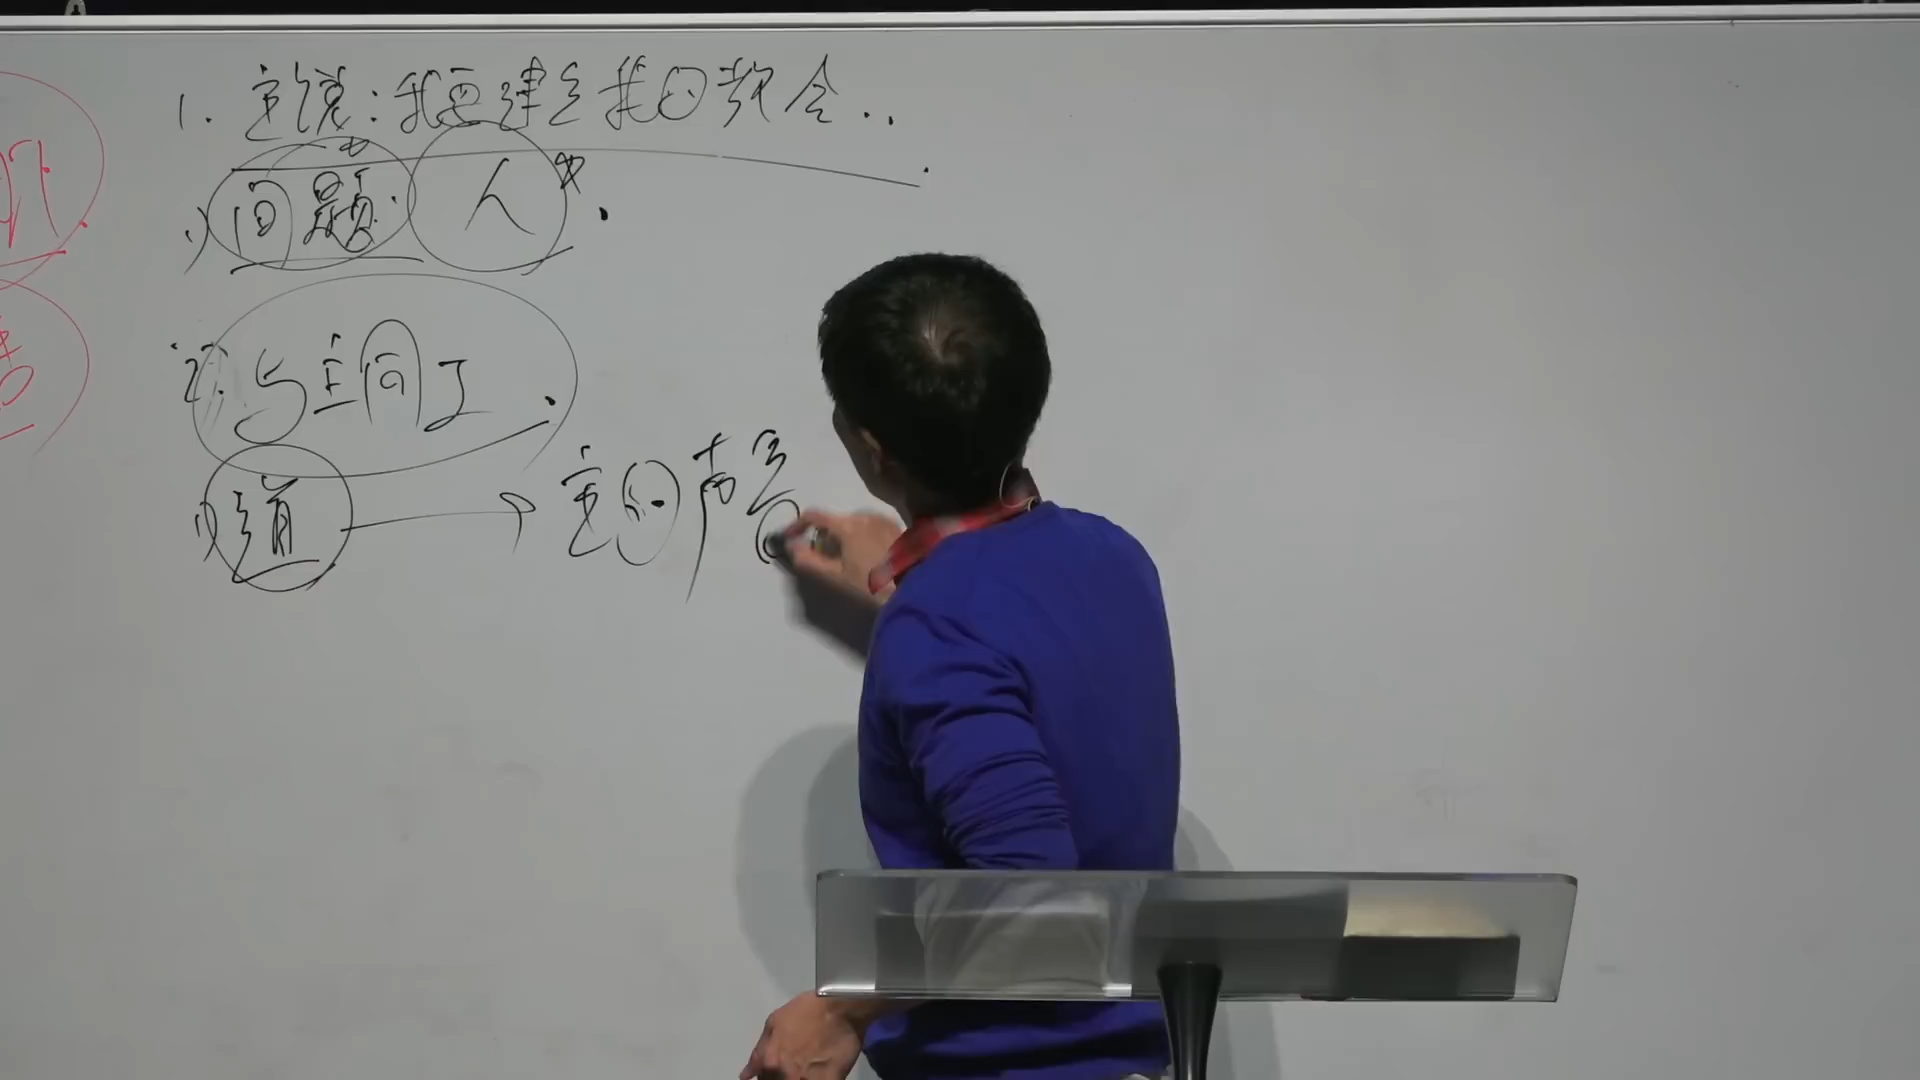 1. 主说:我要建立我的教会..
1) 问题 人
2. 与主同工
1) 道 → 主的声音